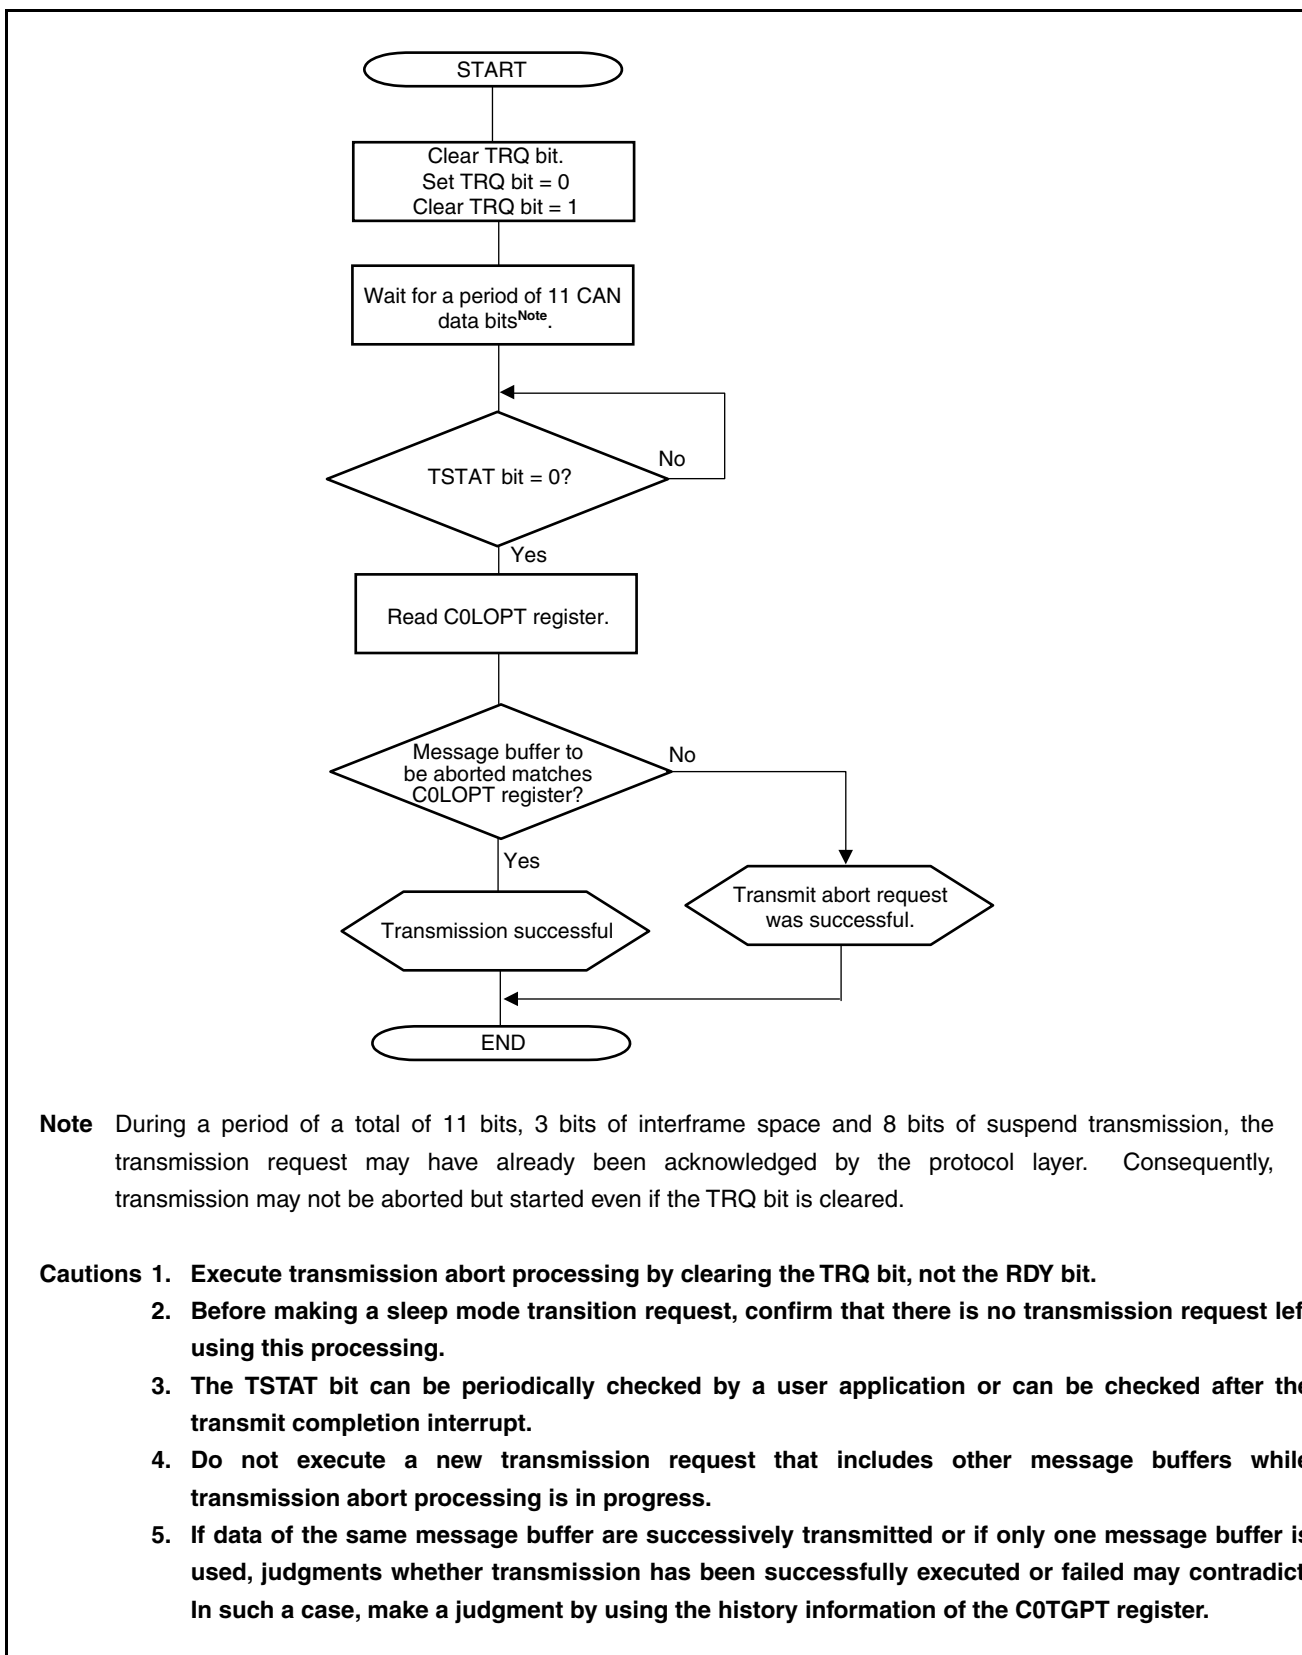 START
Clear TRQ bit.
Set TRQ bit = 0
Clear TRQ bit = 1
Wait for a period of 11 CAN
data bitsNote.
TSTAT bit = 0?
No
Yes
Read C0LOPT register.
Message buffer to
be aborted matches
C0LOPT register?
No
Yes
Transmit abort request
was successful.
Transmission successful
END
Note During a period of a total of 11 bits, 3 bits of interframe space and 8 bits of suspend transmission, the
transmission request may have already been acknowledged by the protocol layer. Consequently,
transmission may not be aborted but started even if the TRQ bit is cleared.
Cautions 1. Execute transmission abort processing by clearing the TRQ bit, not the RDY bit.
2. Before making a sleep mode transition request, confirm that there is no transmission request lef
using this processing.
3. The TSTAT bit can be periodically checked by a user application or can be checked after the
transmit completion interrupt.
4. Do not execute a new transmission request that includes other message buffers while
transmission abort processing is in progress.
5. If data of the same message buffer are successively transmitted or if only one message buffer is
used, judgments whether transmission has been successfully executed or failed may contradict
In such a case, make a judgment by using the history information of the C0TGPT register.